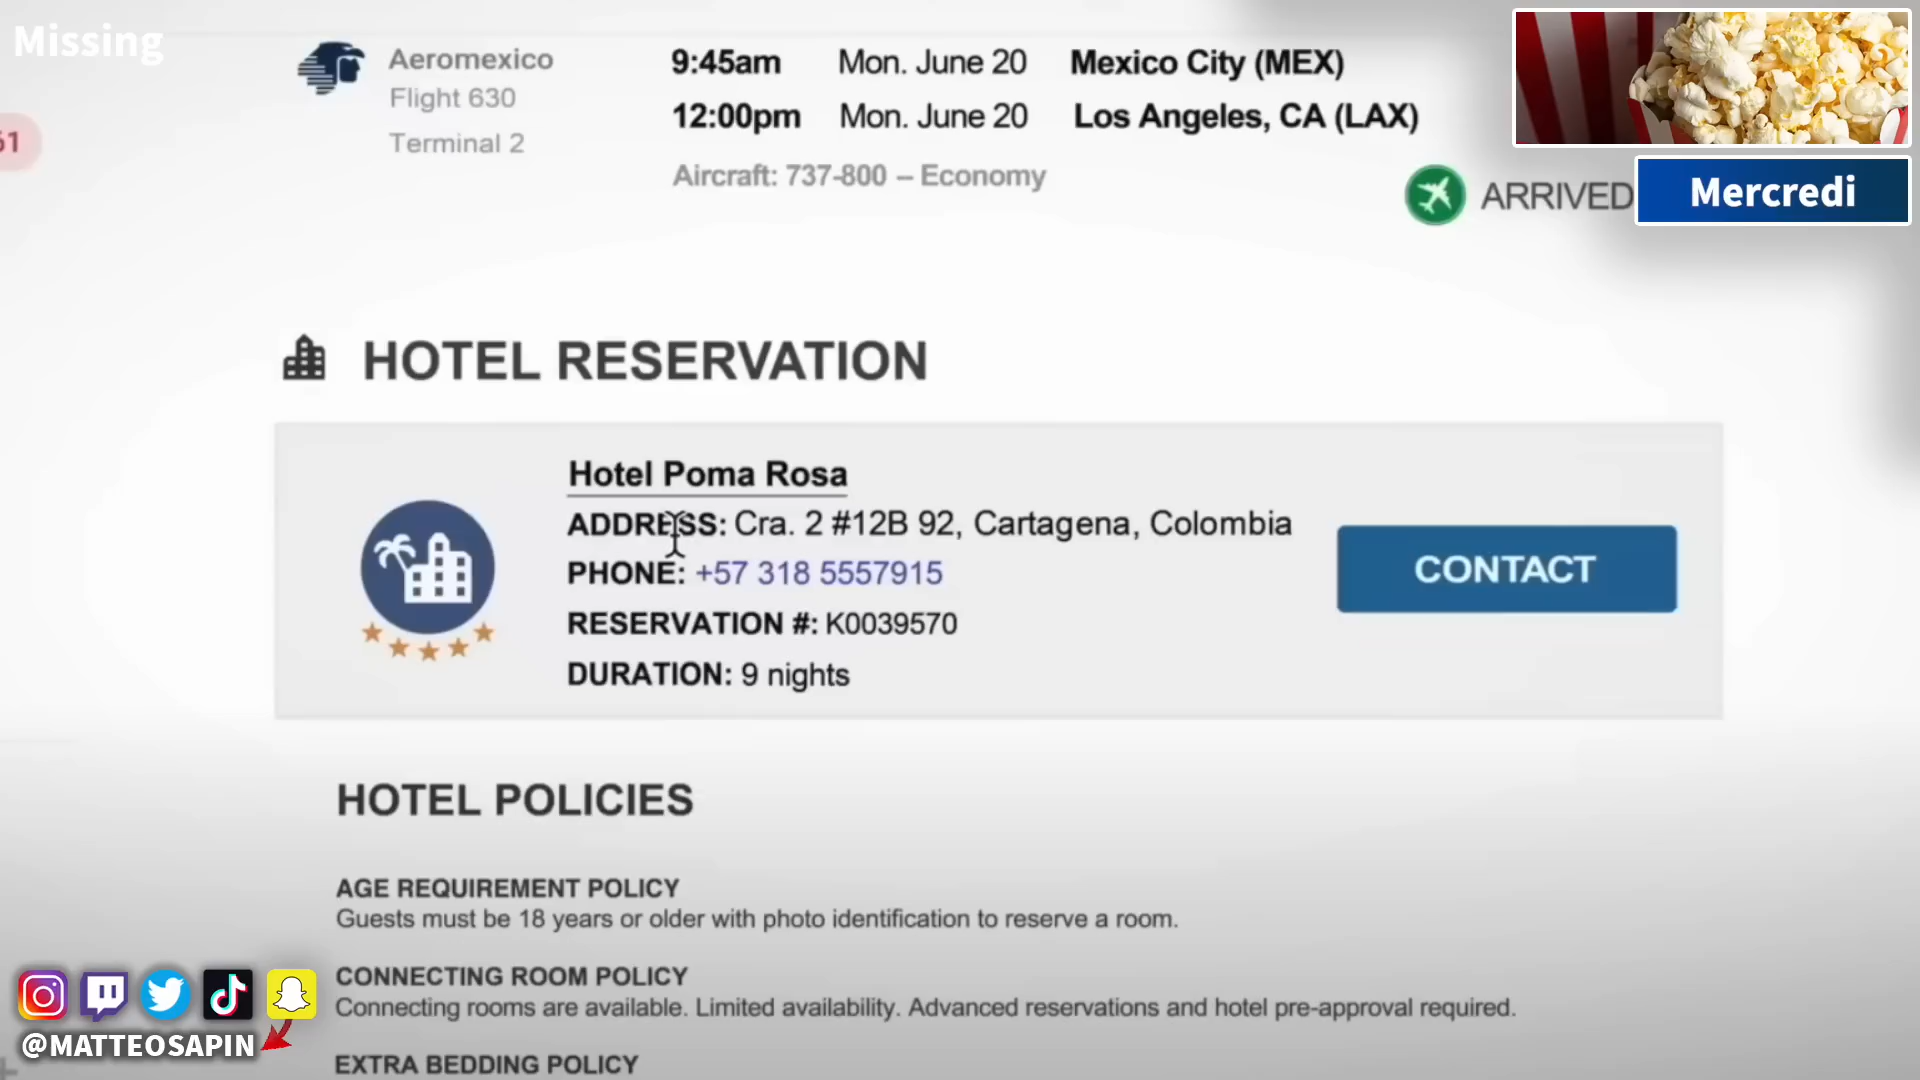 Missing
Aeromexico
Flight 630
Terminal 2
9:45am Mon. June 20 Mexico City (MEX)
12:00pm Mon. June 20 Los Angeles, CA (LAX)
Aircraft: 737-800 – Economy
ARRIVED
Mercredi
61
HOTEL RESERVATION
Hotel Poma Rosa
ADDRESS: Cra. 2 #12B 92, Cartagena, Colombia
PHONE: +57 318 5557915
RESERVATION #: K0039570
DURATION: 9 nights
CONTACT
HOTEL POLICIES
AGE REQUIREMENT POLICY
Guests must be 18 years or older with photo identification to reserve a room.
CONNECTING ROOM POLICY
Connecting rooms are available. Limited availability. Advanced reservations and hotel pre-approval required.
EXTRA BEDDING POLICY
@MATTEOSAPIN